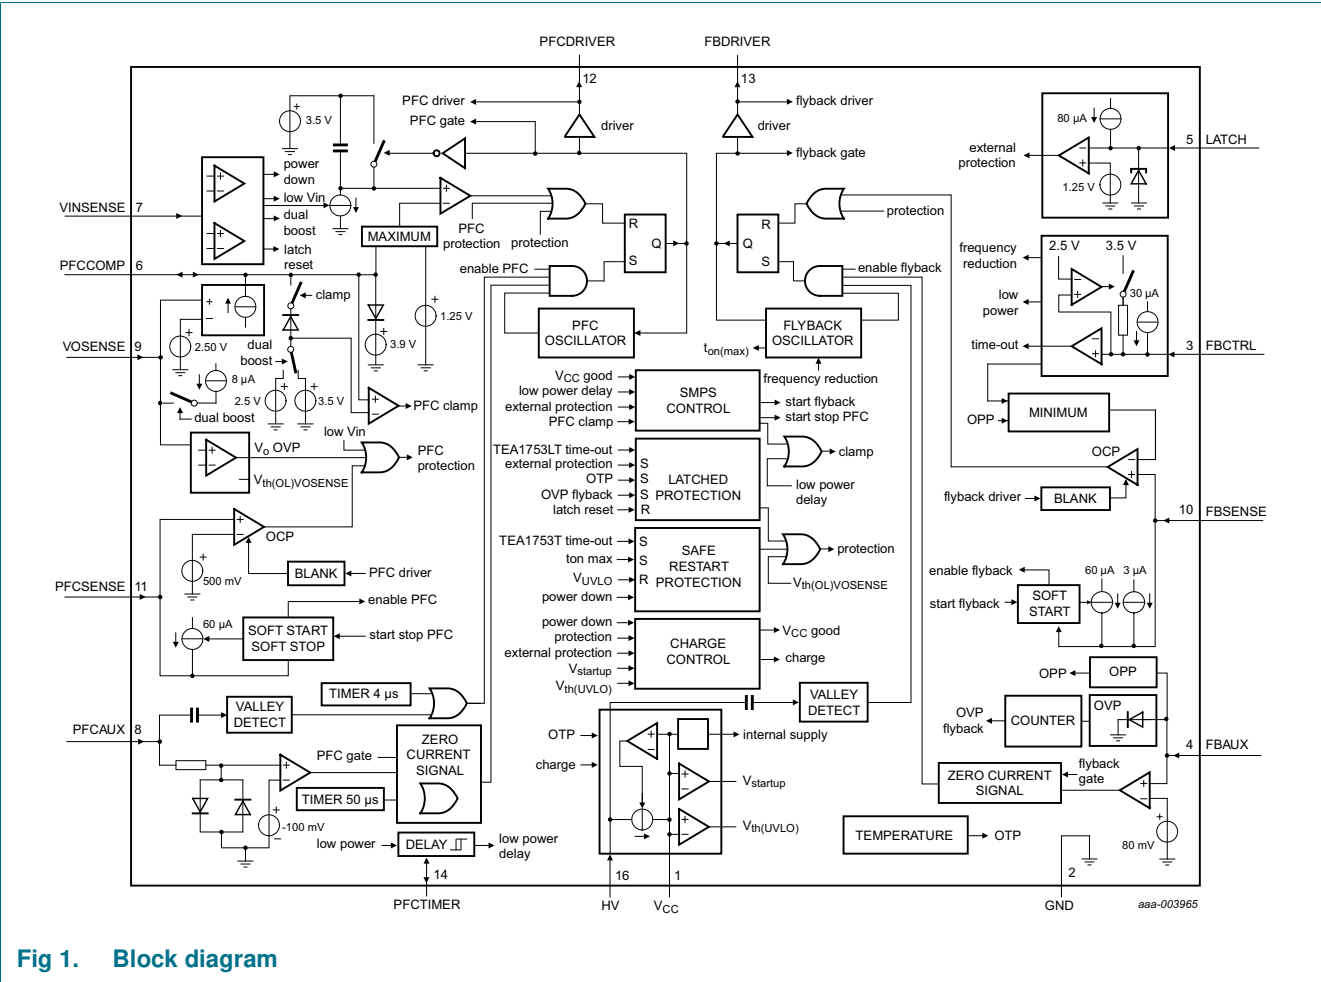 PFCDRIVER
FBDRIVER
12
13
PFC driver
PFC gate
driver
flyback driver
driver
flyback gate
3.5 V
power
down
low Vin
dual
boost
latch
reset
VINSENSE 7
MAXIMUM
PFC
protection
protection
R
S
Q
enable PFC
R
S
Q
protection
enable flyback
80 µA
external
protection
1.25 V
5 LATCH
PFCCOMP 6
clamp
2.50 V
3.9 V
1.25 V
VOSENSE 9
dual
boost
8 µA
2.5 V
3.5 V
dual boost
PFC clamp
PFC
OSCILLATOR
FLYBACK
OSCILLATOR
ton(max)
frequency reduction
frequency
reduction
low
power
time-out
2.5 V
3.5 V
30 µA
3 FBCTRL
VCC good
low power delay
external protection
PFC clamp
SMPS
CONTROL
start flyback
start stop PFC
clamp
low power
delay
OPP
MINIMUM
OCP
flyback driver
BLANK
10 FBSENSE
low Vin
Vo OVP
Vth(OL)VOSENSE
PFC
protection
TEA1753LT time-out
external protection
OTP
OVP flyback
latch reset
S
S
S
R
LATCHED
PROTECTION
OCP
500 mV
BLANK
PFC driver
PFCSENSE 11
enable PFC
60 µA
SOFT START
SOFT STOP
start stop PFC
TEA1753T time-out
ton max
VUVLO
power down
S
S
R
SAFE
RESTART
PROTECTION
protection
Vth(OL)VOSENSE
enable flyback
start flyback
SOFT
START
60 µA
3 µA
power down
protection
external protection
Vstartup
Vth(UVLO)
CHARGE
CONTROL
VCC good
charge
OPP
OPP
OVP
flyback
COUNTER
OVP
4 FBAUX
TIMER 4 µs
VALLEY
DETECT
PFCAUX 8
PFC gate
ZERO
CURRENT
SIGNAL
TIMER 50 µs
-100 mV
low power
DELAY
low power
delay
14
PFCTIMER
VALLEY
DETECT
OTP
charge
internal supply
Vstartup
Vth(UVLO)
16
1
HV
VCC
ZERO CURRENT
SIGNAL
flyback
gate
80 mV
TEMPERATURE
OTP
2
GND
aaa-003965
Fig 1. Block diagram